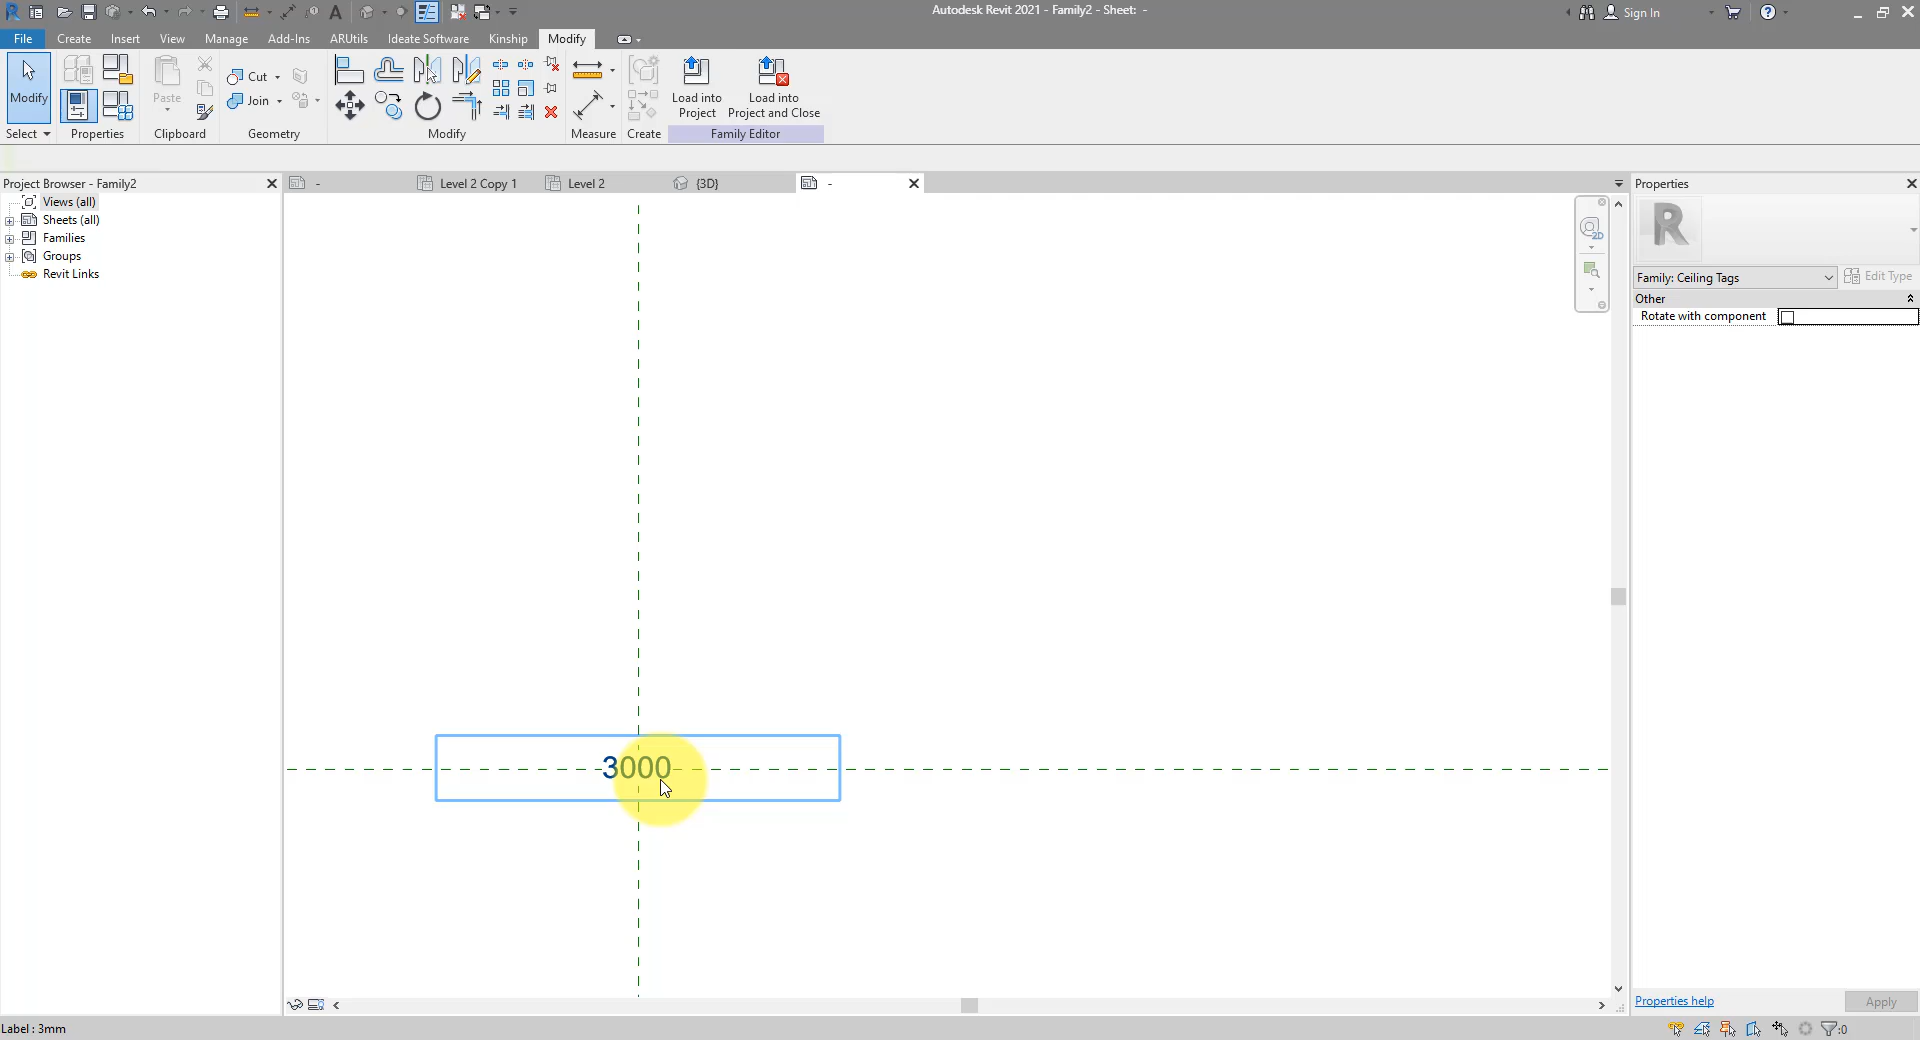 Autodesk Revit 2021 - Family2 - Sheet: -
Sign In
File
Create
Insert
View
Manage
Add-Ins
ARUtils
Ideate Software
Kinship
Modify
Modify
Paste
Cut
Join
Load into
Project
Load into
Project and Close
Select
Properties
Clipboard
Geometry
Modify
Measure
Create
Family Editor
Project Browser - Family2
-
Level 2 Copy 1
Level 2
{3D}
-
Properties
Views (all)
Sheets (all)
Families
Groups
Revit Links
R
2D
Family: Ceiling Tags
Edit Type
Other
Rotate with component
3000
Properties help
Apply
Label : 3mm
:0